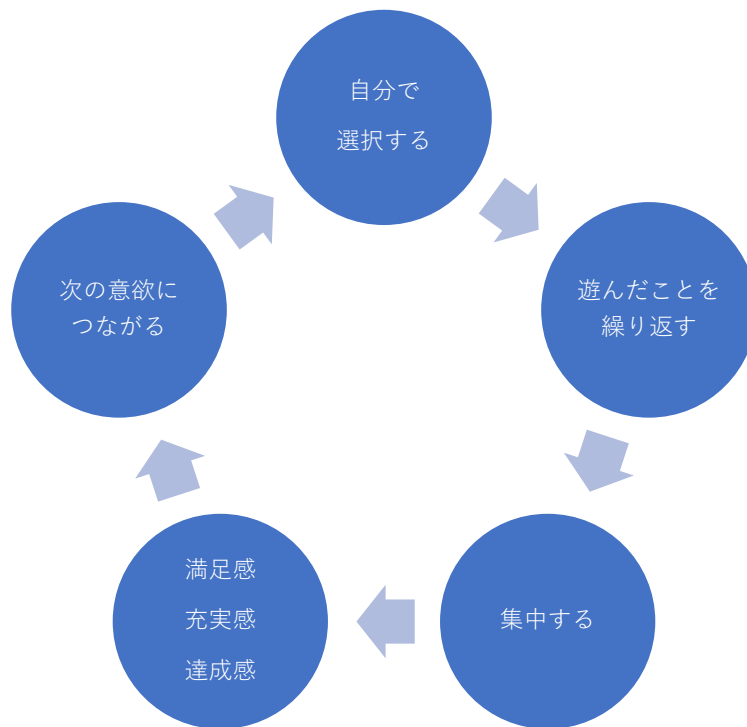 自分で
選択する
遊んだことを
繰り返す
集中する
満足感
充実感
達成感
次の意欲に
つながる